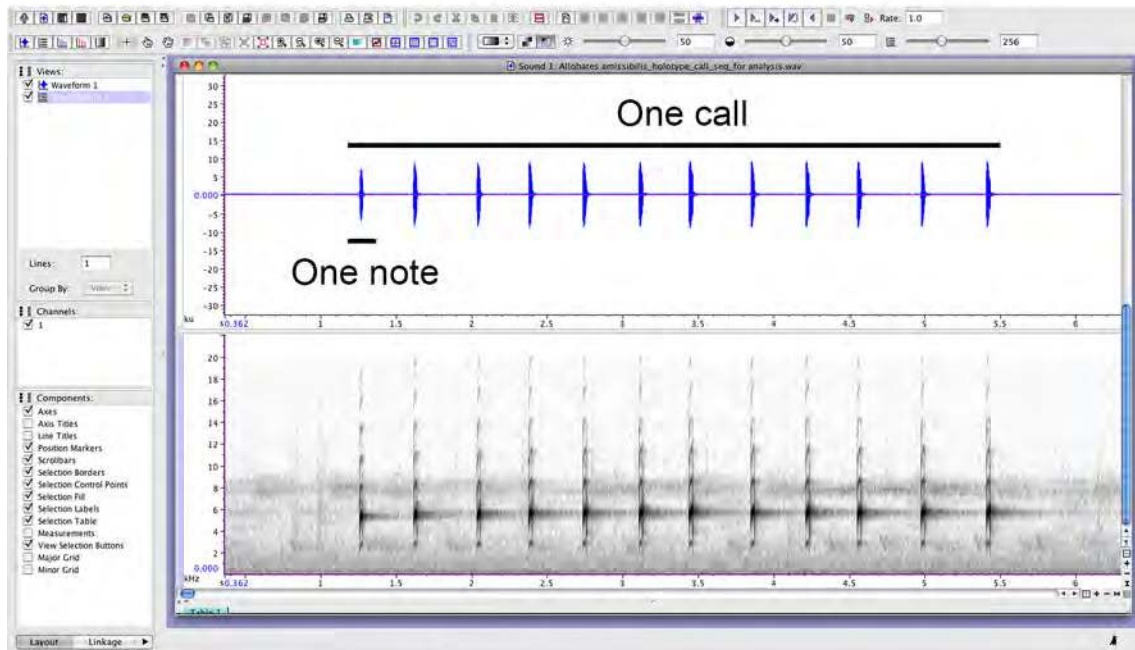 Rate: 1.0
50
50
256
Views:
Waveform 1
Sound 1: Allobates amissibilis_holotype_call_seq_for analysis.wav
One call
30
25
20
15
10
5
0.000
-5
-10
-15
-20
-25
-30
One note
Lines: 1
Group By: View
Channels:
1
ku
s0.362 1 1.5 2 2.5 3 3.5 4 4.5 5 5.5 6
Components:
Axes
Axis Titles
Line Titles
Position Markers
Scrollbars
Selection Borders
Selection Control Points
Selection Fill
Selection Labels
Selection Table
Measurements
View Selection Buttons
Major Grid
Minor Grid
20
18
16
14
12
10
8
6
4
2
0.000
kHz
s0.362 1 1.5 2 2.5 3 3.5 4 4.5 5 5.5 6
Table 1
Layout Linkage